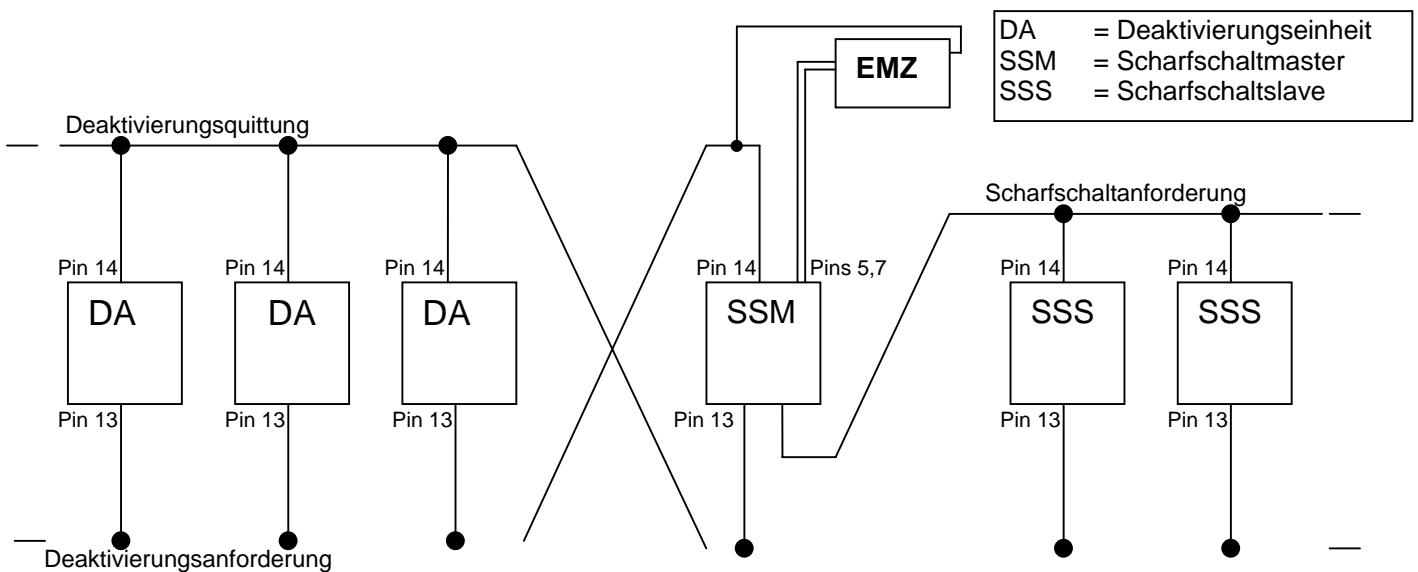 DA = Deaktivierungseinheit
SSM = Scharfschaltmaster
SSS = Scharfschaltslave
EMZ
Deaktivierungsquittung
Scharfschaltanforderung
Pin 14 Pin 14 Pin 14 Pin 14 Pins 5,7 Pin 14 Pin 14
DA DA DA SSM SSS SSS
Pin 13 Pin 13 Pin 13 Pin 13 Pin 13 Pin 13
Deaktivierungsanforderung